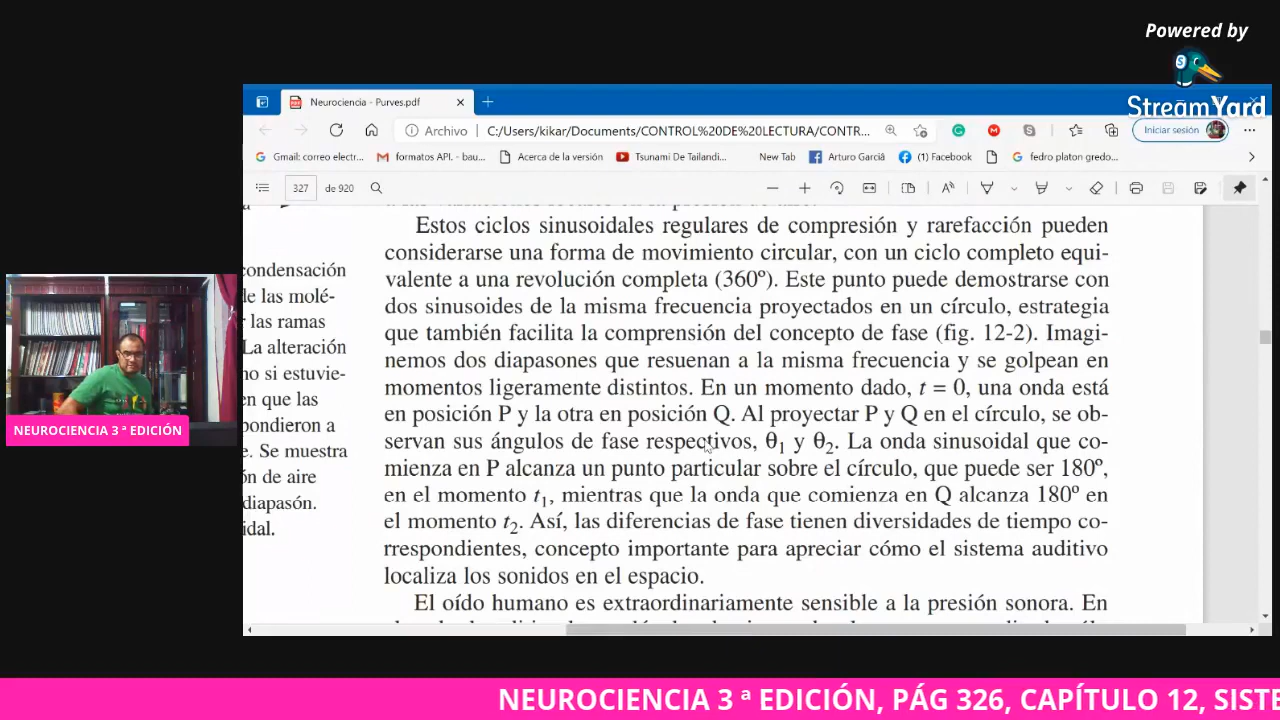 Powered by
StreamYard
Neurociencia - Purves.pdf
Archivo
C:/Users/kikar/Documents/CONTROL%20DE%20LECTURA/CONTR...
Iniciar sesión
Gmail: correo electr...
formatos API. - bau...
Acerca de la versión
Tsunami De Tailandi...
New Tab
Arturo Garciâ
(1) Facebook
fedro platon gredo...
327
de 920
Estos ciclos sinusoidales regulares de compresión y rarefacción pueden
considerarse una forma de movimiento circular, con un ciclo completo equi-
valente a una revolución completa (360º). Este punto puede demostrarse con
dos sinusoides de la misma frecuencia proyectados en un círculo, estrategia
que también facilita la comprensión del concepto de fase (fig. 12-2). Imagi-
nemos dos diapasones que resuenan a la misma frecuencia y se golpean en
momentos ligeramente distintos. En un momento dado, t = 0, una onda está
en posición P y la otra en posición Q. Al proyectar P y Q en el círculo, se ob-
servan sus ángulos de fase respectivos, θ1 y θ2. La onda sinusoidal que co-
mienza en P alcanza un punto particular sobre el círculo, que puede ser 180º,
en el momento t1, mientras que la onda que comienza en Q alcanza 180º en
el momento t2. Así, las diferencias de fase tienen diversidades de tiempo co-
rrespondientes, concepto importante para apreciar cómo el sistema auditivo
localiza los sonidos en el espacio.
El oído humano es extraordinariamente sensible a la presión sonora. En
condensación
de las molé-
r las ramas
La alteración
no si estuvie-
en que las
pondieron a
e. Se muestra
ón de aire
diapasón.
idal.
NEUROCIENCIA 3 ª EDICIÓN
NEUROCIENCIA 3 ª EDICIÓN, PÁG 326, CAPÍTULO 12, SISTE